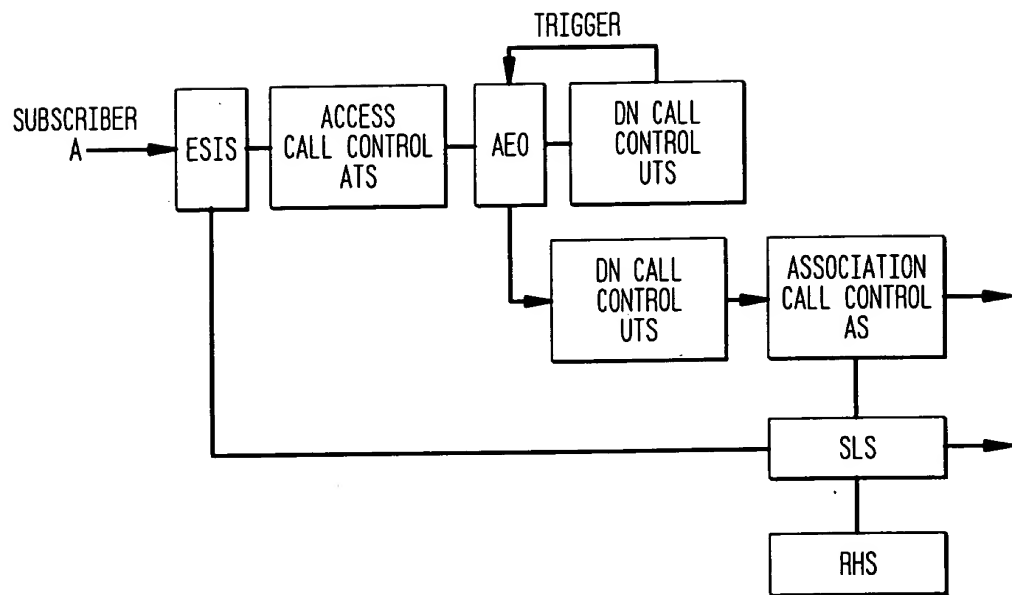 TRIGGER
SUBSCRIBER
A
ESIS
ACCESS
CALL CONTROL
ATS
AEO
DN CALL
CONTROL
UTS
DN CALL
CONTROL
UTS
ASSOCIATION
CALL CONTROL
AS
SLS
RHS